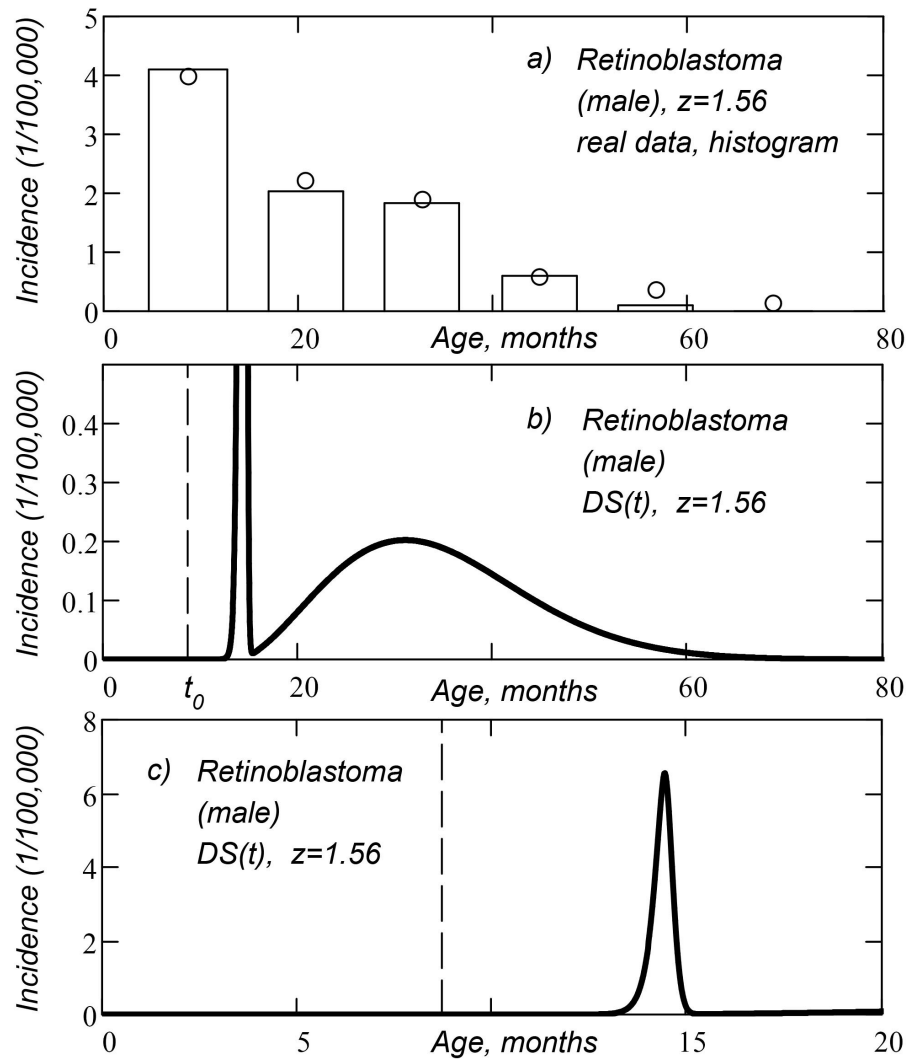 5
4
3
2
1
0
Incidence (1/100,000)
a) Retinoblastoma
(male), z=1.56
real data, histogram
0 20 Age, months 60 80
0.4
0.3
0.2
0.1
0
Incidence (1/100,000)
b) Retinoblastoma
(male)
DS(t), z=1.56
0 t0 20 Age, months 60 80
8
6
4
2
0
Incidence (1/100,000)
c) Retinoblastoma
(male)
DS(t), z=1.56
0 5 Age, months 15 20